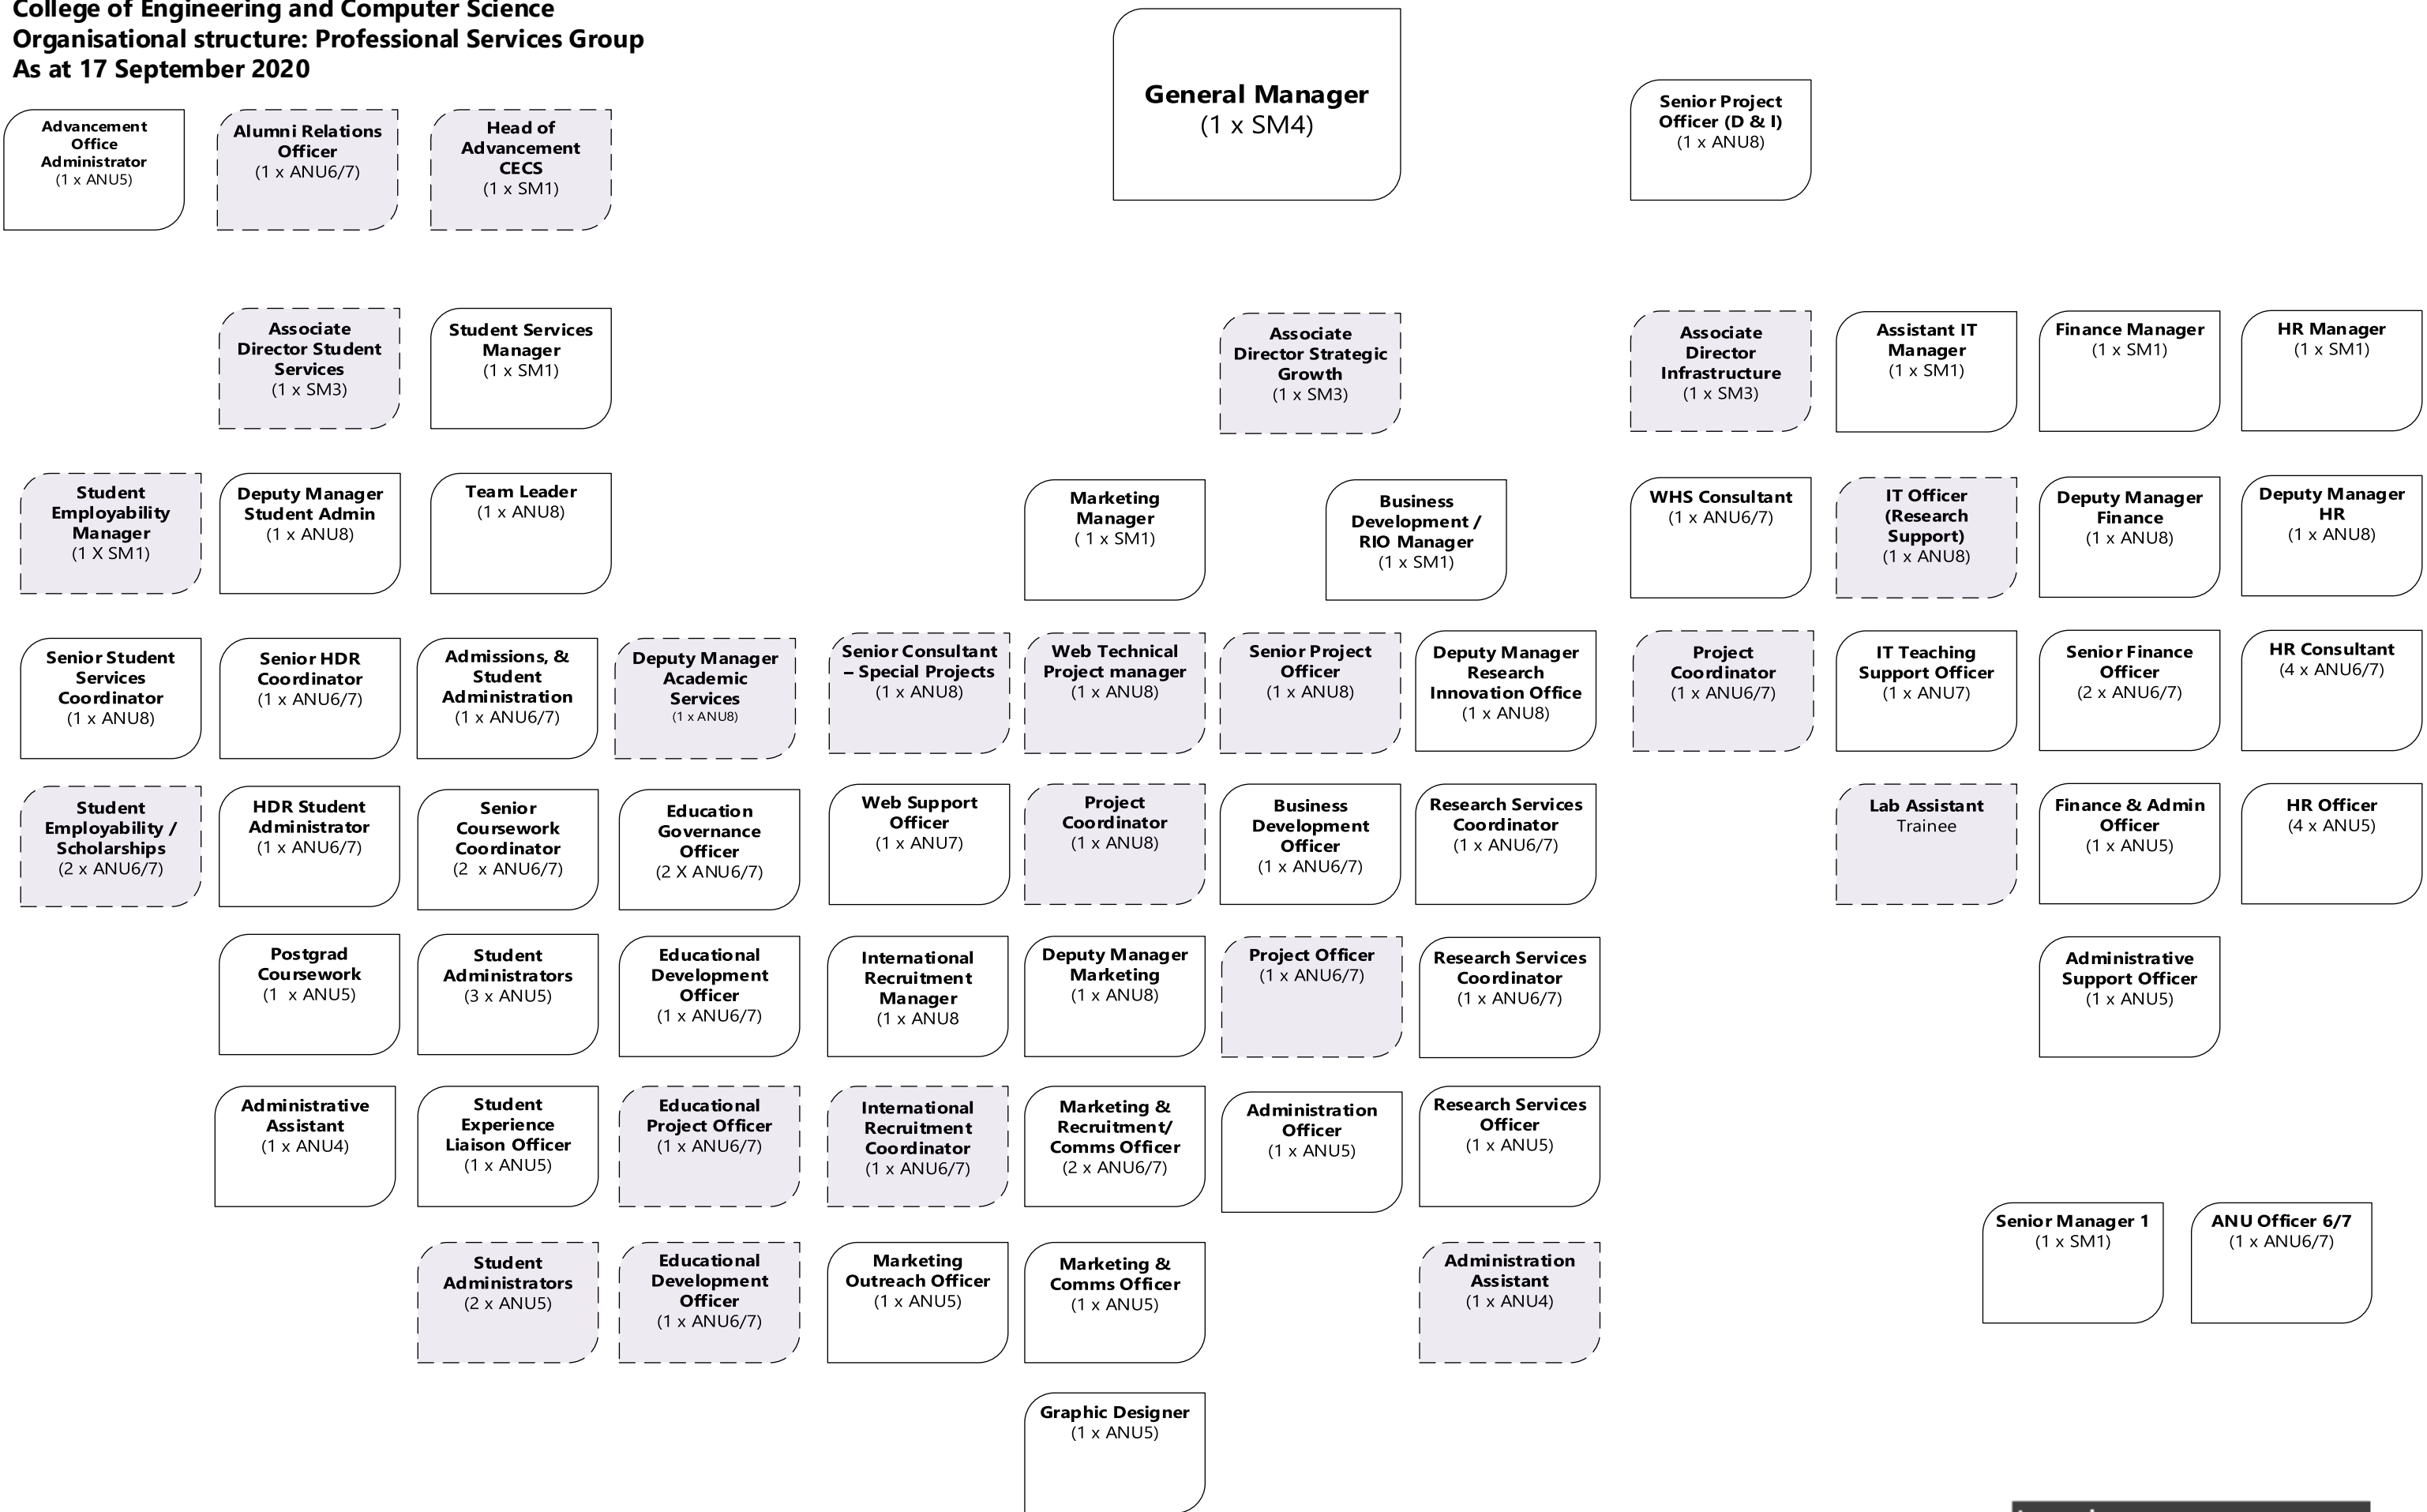 College of Engineering and Computer Science
Organisational structure: Professional Services Group
As at 17 September 2020
General Manager
(1 x SM4)
Senior Project
Officer (D & I)
(1 x ANU8)
Advancement
Office
Administrator
(1 x ANU5)
Alumni Relations
Officer
(1 x ANU6/7)
Head of
Advancement
CECS
(1 x SM1)
Associate
Director Student
Services
(1 x SM3)
Student Services
Manager
(1 x SM1)
Associate
Director Strategic
Growth
(1 x SM3)
Associate
Director
Infrastructure
(1 x SM3)
Assistant IT
Manager
(1 x SM1)
Finance Manager
(1 x SM1)
HR Manager
(1 x SM1)
Student
Employability
Manager
(1 X SM1)
Deputy Manager
Student Admin
(1 x ANU8)
Team Leader
(1 x ANU8)
Marketing
Manager
( 1 x SM1)
Business
Development /
RIO Manager
(1 x SM1)
WHS Consultant
(1 x ANU6/7)
IT Officer
(Research
Support)
(1 x ANU8)
Deputy Manager
Finance
(1 x ANU8)
Deputy Manager
HR
(1 x ANU8)
Senior Student
Services
Coordinator
(1 x ANU8)
Senior HDR
Coordinator
(1 x ANU6/7)
Admissions, &
Student
Administration
(1 x ANU6/7)
Deputy Manager
Academic
Services
(1 x ANU8)
Senior Consultant
– Special Projects
(1 x ANU8)
Web Technical
Project manager
(1 x ANU8)
Senior Project
Officer
(1 x ANU8)
Deputy Manager
Research
Innovation Office
(1 x ANU8)
Project
Coordinator
(1 x ANU6/7)
IT Teaching
Support Officer
(1 x ANU7)
Senior Finance
Officer
(2 x ANU6/7)
HR Consultant
(4 x ANU6/7)
Student
Employability /
Scholarships
(2 x ANU6/7)
HDR Student
Administrator
(1 x ANU6/7)
Senior
Coursework
Coordinator
(2  x ANU6/7)
Education
Governance
Officer
(2 X ANU6/7)
Web Support
Officer
(1 x ANU7)
Project
Coordinator
(1 x ANU8)
Business
Development
Officer
(1 x ANU6/7)
Research Services
Coordinator
(1 x ANU6/7)
Lab Assistant
Trainee
Finance & Admin
Officer
(1 x ANU5)
HR Officer
(4 x ANU5)
Postgrad
Coursework
(1  x ANU5)
Student
Administrators
(3 x ANU5)
Educational
Development
Officer
(1 x ANU6/7)
International
Recruitment
Manager
(1 x ANU8
Deputy Manager
Marketing
(1 x ANU8)
Project Officer
(1 x ANU6/7)
Research Services
Coordinator
(1 x ANU6/7)
Administrative
Support Officer
(1 x ANU5)
Administrative
Assistant
(1 x ANU4)
Student
Experience
Liaison Officer
(1 x ANU5)
Educational
Project Officer
(1 x ANU6/7)
International
Recruitment
Coordinator
(1 x ANU6/7)
Marketing &
Recruitment/
Comms Officer
(2 x ANU6/7)
Administration
Officer
(1 x ANU5)
Research Services
Officer
(1 x ANU5)
Senior Manager 1
(1 x SM1)
ANU Officer 6/7
(1 x ANU6/7)
Student
Administrators
(2 x ANU5)
Educational
Development
Officer
(1 x ANU6/7)
Marketing
Outreach Officer
(1 x ANU5)
Marketing &
Comms Officer
(1 x ANU5)
Administration
Assistant
(1 x ANU4)
Graphic Designer
(1 x ANU5)